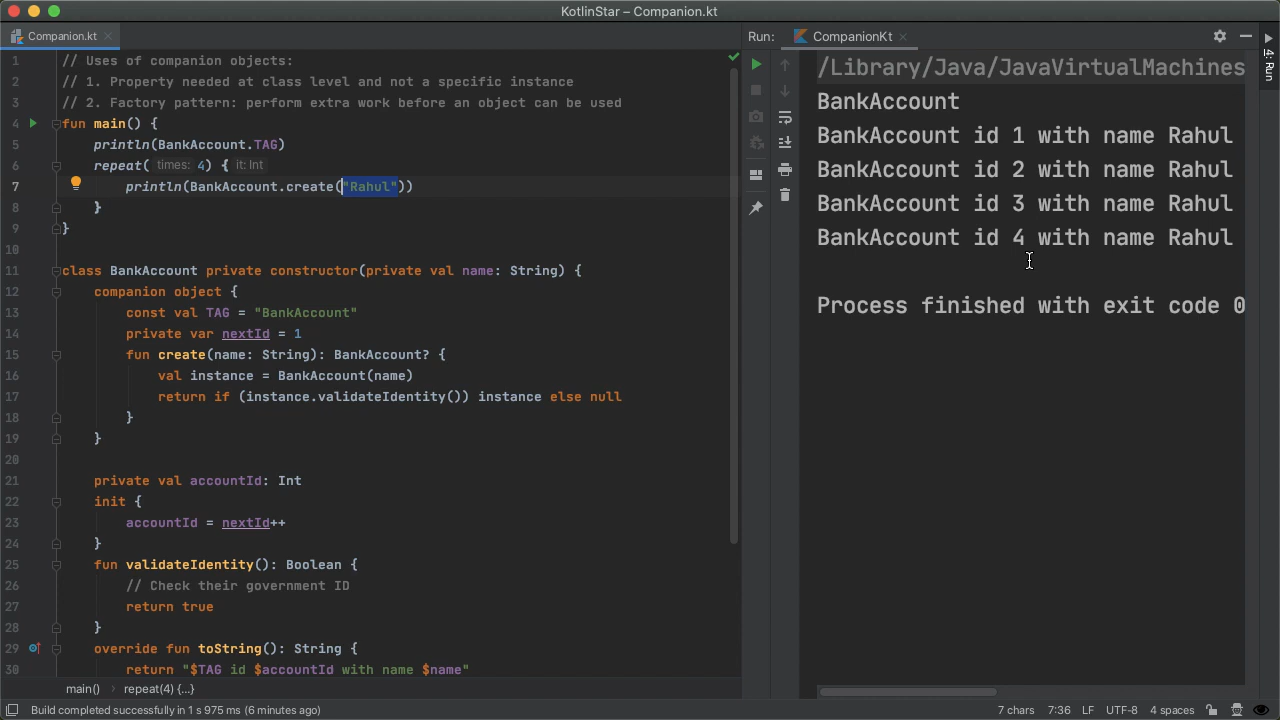 KotlinStar – Companion.kt
Companion.kt
1 // Uses of companion objects:
2 // 1. Property needed at class level and not a specific instance
3 // 2. Factory pattern: perform extra work before an object can be used
4 fun main() {
5 println(BankAccount.TAG)
6 repeat( times: 4) { it: Int
7 println(BankAccount.create("Rahul"))
8 }
9 }
10
11 class BankAccount private constructor(private val name: String) {
12 companion object {
13 const val TAG = "BankAccount"
14 private var nextId = 1
15 fun create(name: String): BankAccount? {
16 val instance = BankAccount(name)
17 return if (instance.validateIdentity()) instance else null
18 }
19 }
20
21 private val accountId: Int
22 init {
23 accountId = nextId++
24 }
25 fun validateIdentity(): Boolean {
26 // Check their government ID
27 return true
28 }
29 override fun toString(): String {
30 return "$TAG id $accountId with name $name"
main() repeat(4) {...}
Run: CompanionKt
/Library/Java/JavaVirtualMachines
BankAccount
BankAccount id 1 with name Rahul
BankAccount id 2 with name Rahul
BankAccount id 3 with name Rahul
BankAccount id 4 with name Rahul
Process finished with exit code 0
4: Run
Build completed successfully in 1 s 975 ms (6 minutes ago)
7 chars 7:36 LF UTF-8 4 spaces